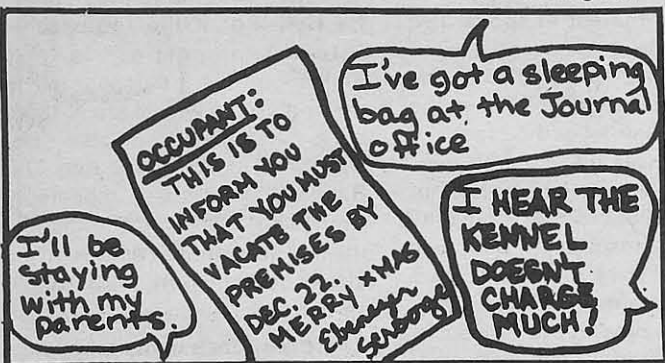 OCCUPANT:
THIS IS TO
INFORM YOU
THAT YOU MUST
VACATE THE
PREMISES BY
DEC. 22.
MERRY XMAS
Ebeneezer
Scrooge
I've got a sleeping
bag at the Journal
office
I'll be
staying
with my
parents.
I HEAR THE
KENNEL
DOESN'T
CHARGE
MUCH!